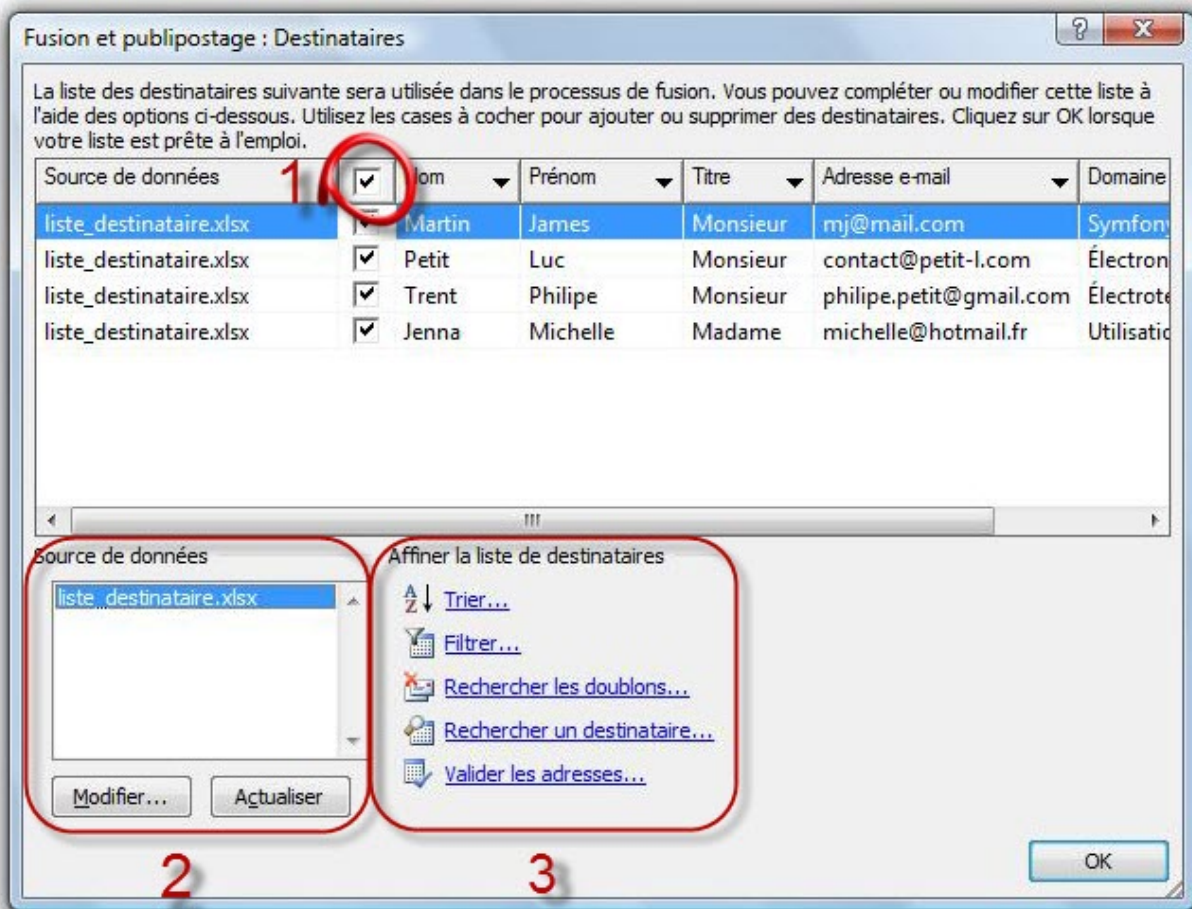 Fusion et publipostage : Destinataires
La liste des destinataires suivante sera utilisée dans le processus de fusion. Vous pouvez compléter ou modifier cette liste à
l'aide des options ci-dessous. Utilisez les cases à cocher pour ajouter ou supprimer des destinataires. Cliquez sur OK lorsque
votre liste est prête à l'emploi.
1
Source de données Prénom Titre Adresse e-mail Domaine
liste_destinataire.xlsx Martin James Monsieur mj@mail.com Symfony
liste_destinataire.xlsx Petit Luc Monsieur contact@petit-l.com Électron
liste_destinataire.xlsx Trent Philipe Monsieur philipe.petit@gmail.com Électrote
liste_destinataire.xlsx Jenna Michelle Madame michelle@hotmail.fr Utilisatio
Source de données
liste_destinataire.xlsx
Modifier... Actualiser
2
Affiner la liste de destinataires
Trier...
Filtrer...
Rechercher les doublons...
Rechercher un destinataire...
Valider les adresses...
3
OK